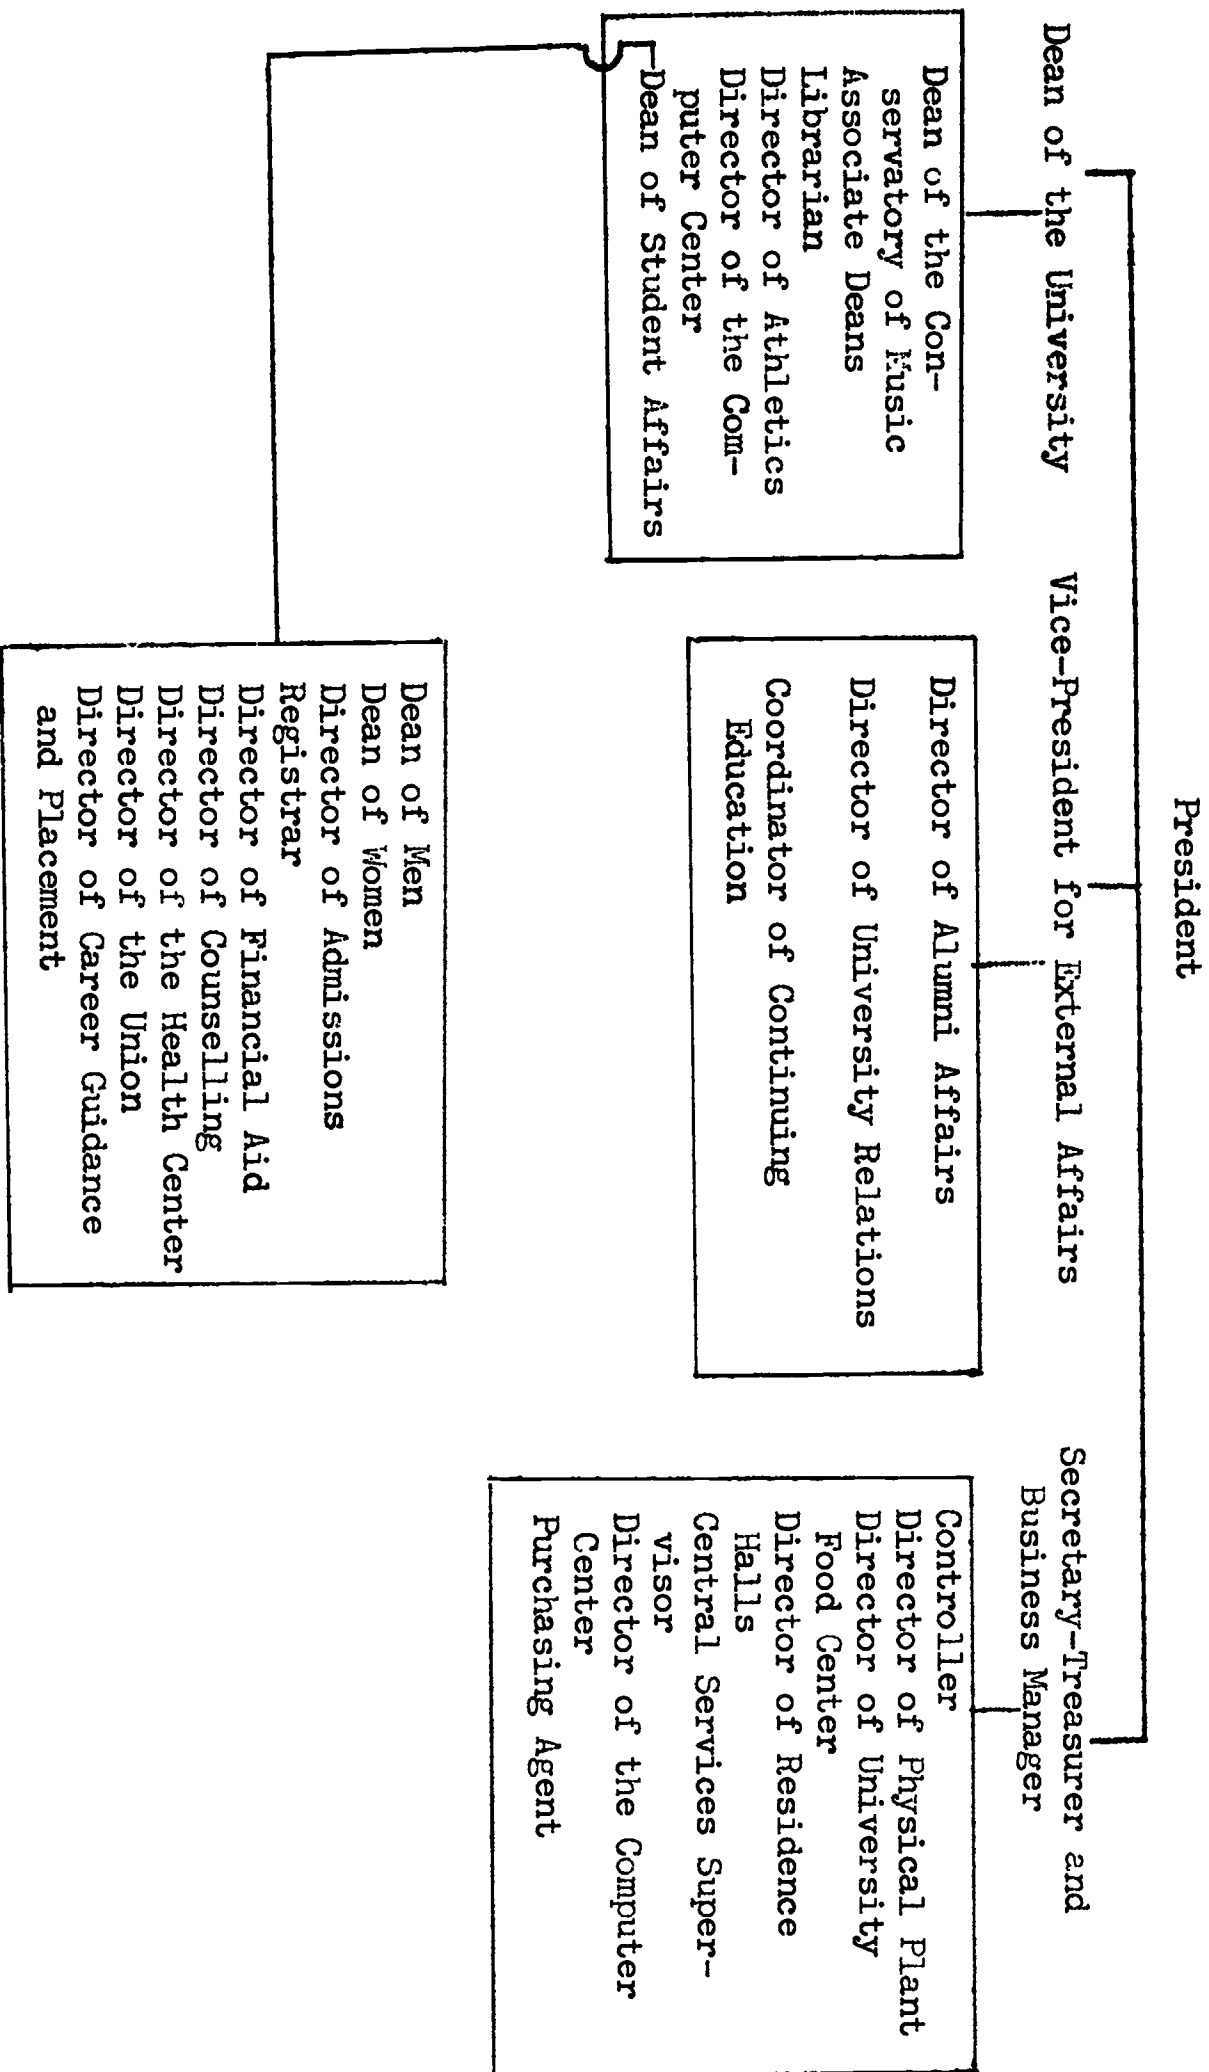 President
Dean of the University
Vice-President for External Affairs
Secretary-Treasurer and
Business Manager
Dean of the Con-
servatory of Music
Associate Deans
Librarian
Director of Athletics
Director of the Com-
puter Center
Dean of Student Affairs
Director of Alumni Affairs
Director of University Relations
Coordinator of Continuing
Education
Controller
Director of Physical Plant
Director of University
Food Center
Director of Residence
Halls
Central Services Super-
visor
Director of the Computer
Center
Purchasing Agent
Dean of Men
Dean of Women
Director of Admissions
Registrar
Director of Financial Aid
Director of Counselling
Director of the Health Center
Director of the Union
Director of Career Guidance
and Placement